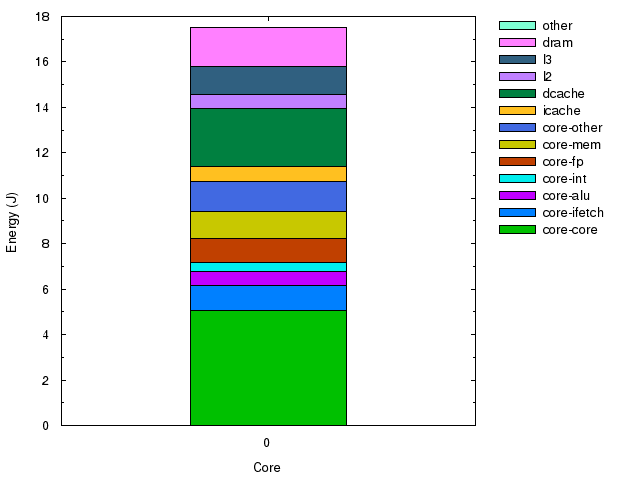 18
16
14
12
10
8
6
4
2
0
Energy (J)
0
Core
other
dram
l3
l2
dcache
icache
core-other
core-mem
core-fp
core-int
core-alu
core-ifetch
core-core